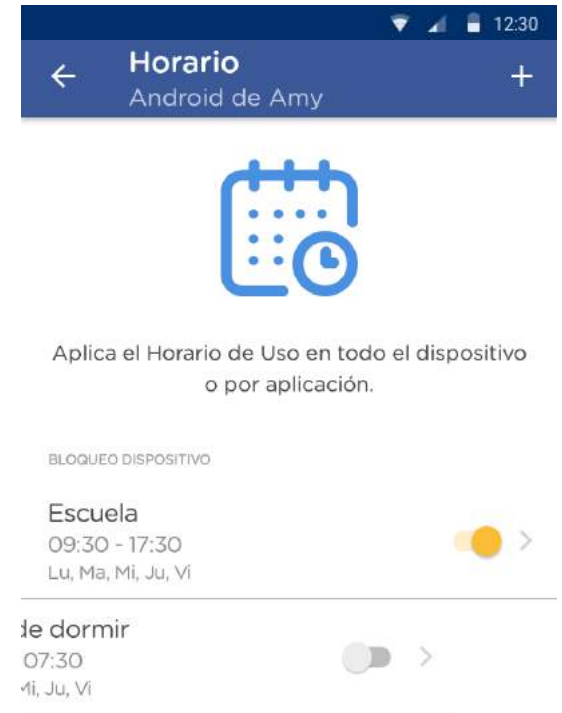 12:30
Horario
Android de Amy
Aplica el Horario de Uso en todo el dispositivo
o por aplicación.
BLOQUEO DISPOSITIVO
Escuela
09:30 - 17:30
Lu, Ma, Mi, Ju, Vi
de dormir
07:30
Mi, Ju, Vi